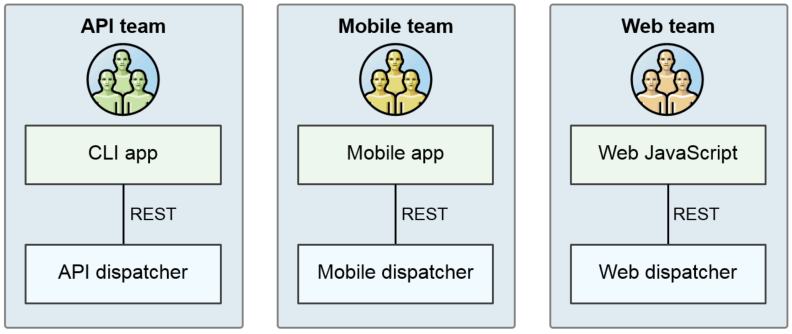 API team
CLI app
REST
API dispatcher
Mobile team
Mobile app
REST
Mobile dispatcher
Web team
Web JavaScript
REST
Web dispatcher